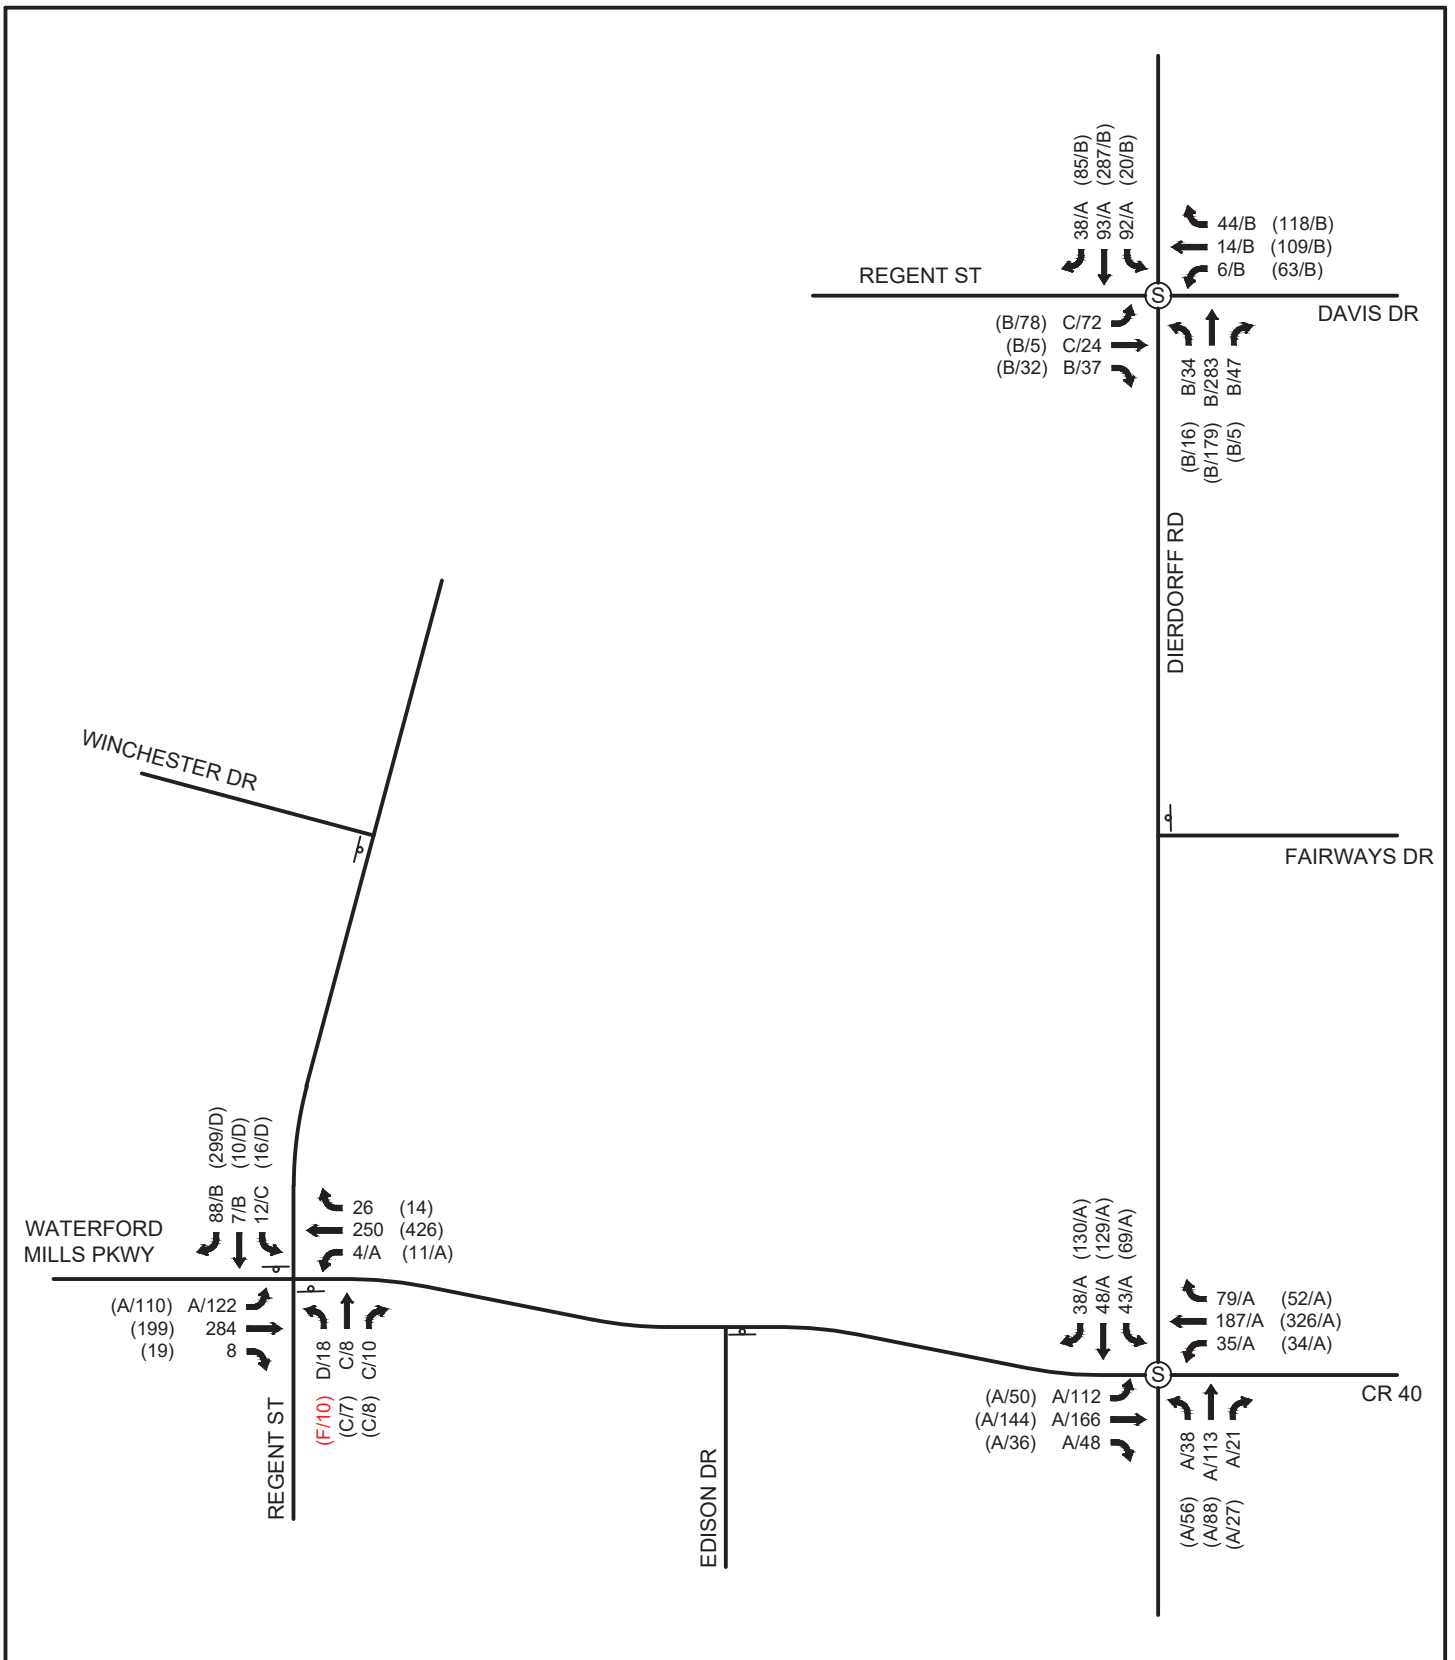 38/A (85/B)
93/A (287/B)
92/A (20/B)
44/B (118/B)
14/B (109/B)
6/B (63/B)
REGENT ST
S
DAVIS DR
(B/78) C/72
(B/5) C/24
(B/32) B/37
(B/16) B/34
(B/179) B/283
(B/5) B/47
DIERDORFF RD
WINCHESTER DR
FAIRWAYS DR
88/B (299/D)
7/B (10/D)
12/C (16/D)
26 (14)
250 (426)
4/A (11/A)
WATERFORD
MILLS PKWY
(A/110) A/122
(199) 284
(19) 8
(F/10) D/18
(C/7) C/8
(C/8) C/10
REGENT ST
EDISON DR
38/A (130/A)
48/A (129/A)
43/A (69/A)
79/A (52/A)
187/A (326/A)
35/A (34/A)
S
CR 40
(A/50) A/112
(A/144) A/166
(A/36) A/48
(A/56) A/38
(A/88) A/113
(A/27) A/21